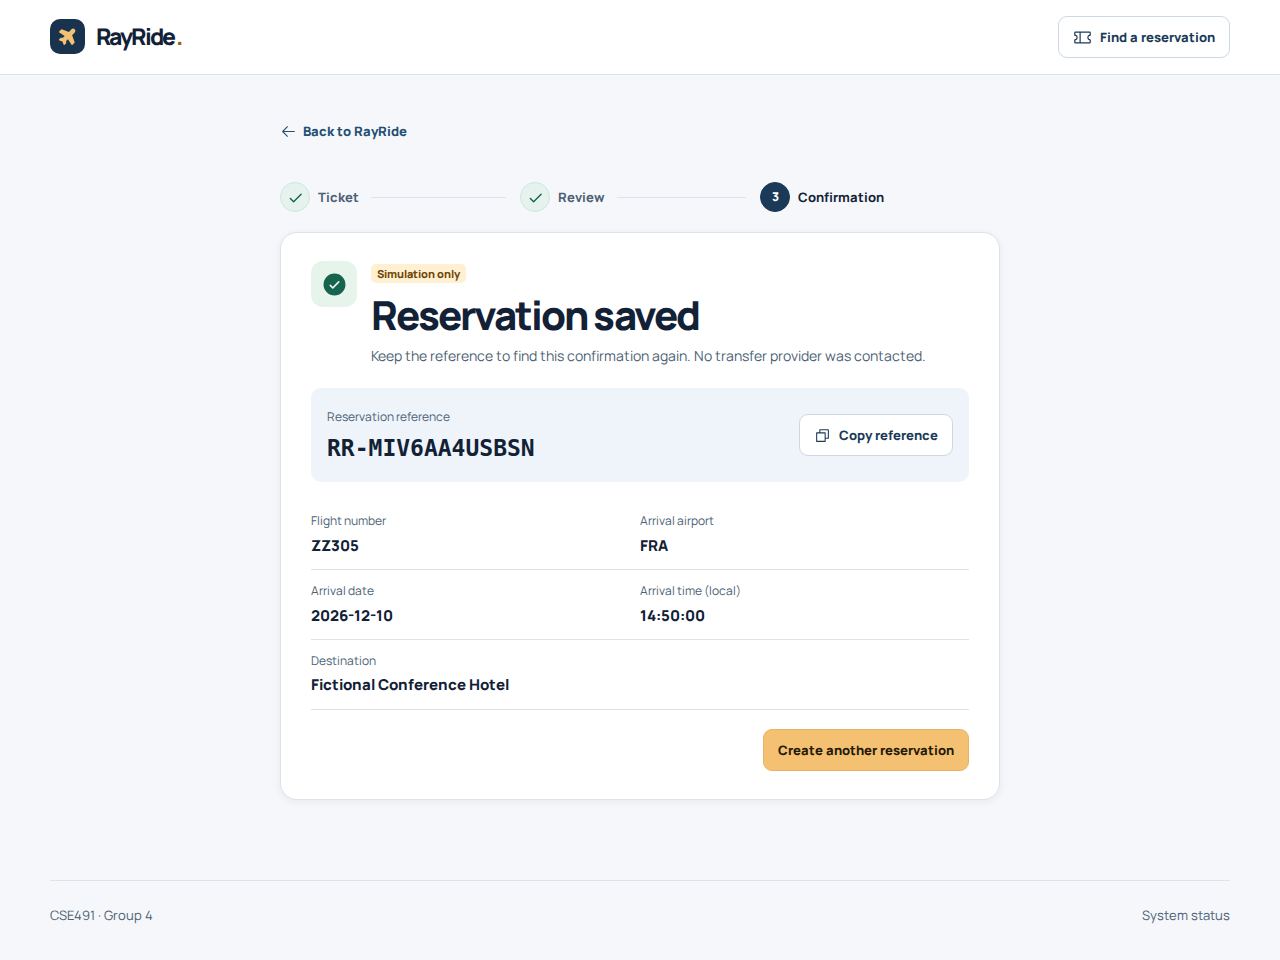 RayRide.
Find a reservation
Back to RayRide
Ticket
Review
3
Confirmation
Simulation only
Reservation saved
Keep the reference to find this confirmation again. No transfer provider was contacted.
Reservation reference
RR-MIV6AA4USBSN
Copy reference
Flight number
ZZ305
Arrival airport
FRA
Arrival date
2026-12-10
Arrival time (local)
14:50:00
Destination
Fictional Conference Hotel
Create another reservation
CSE491 · Group 4
System status